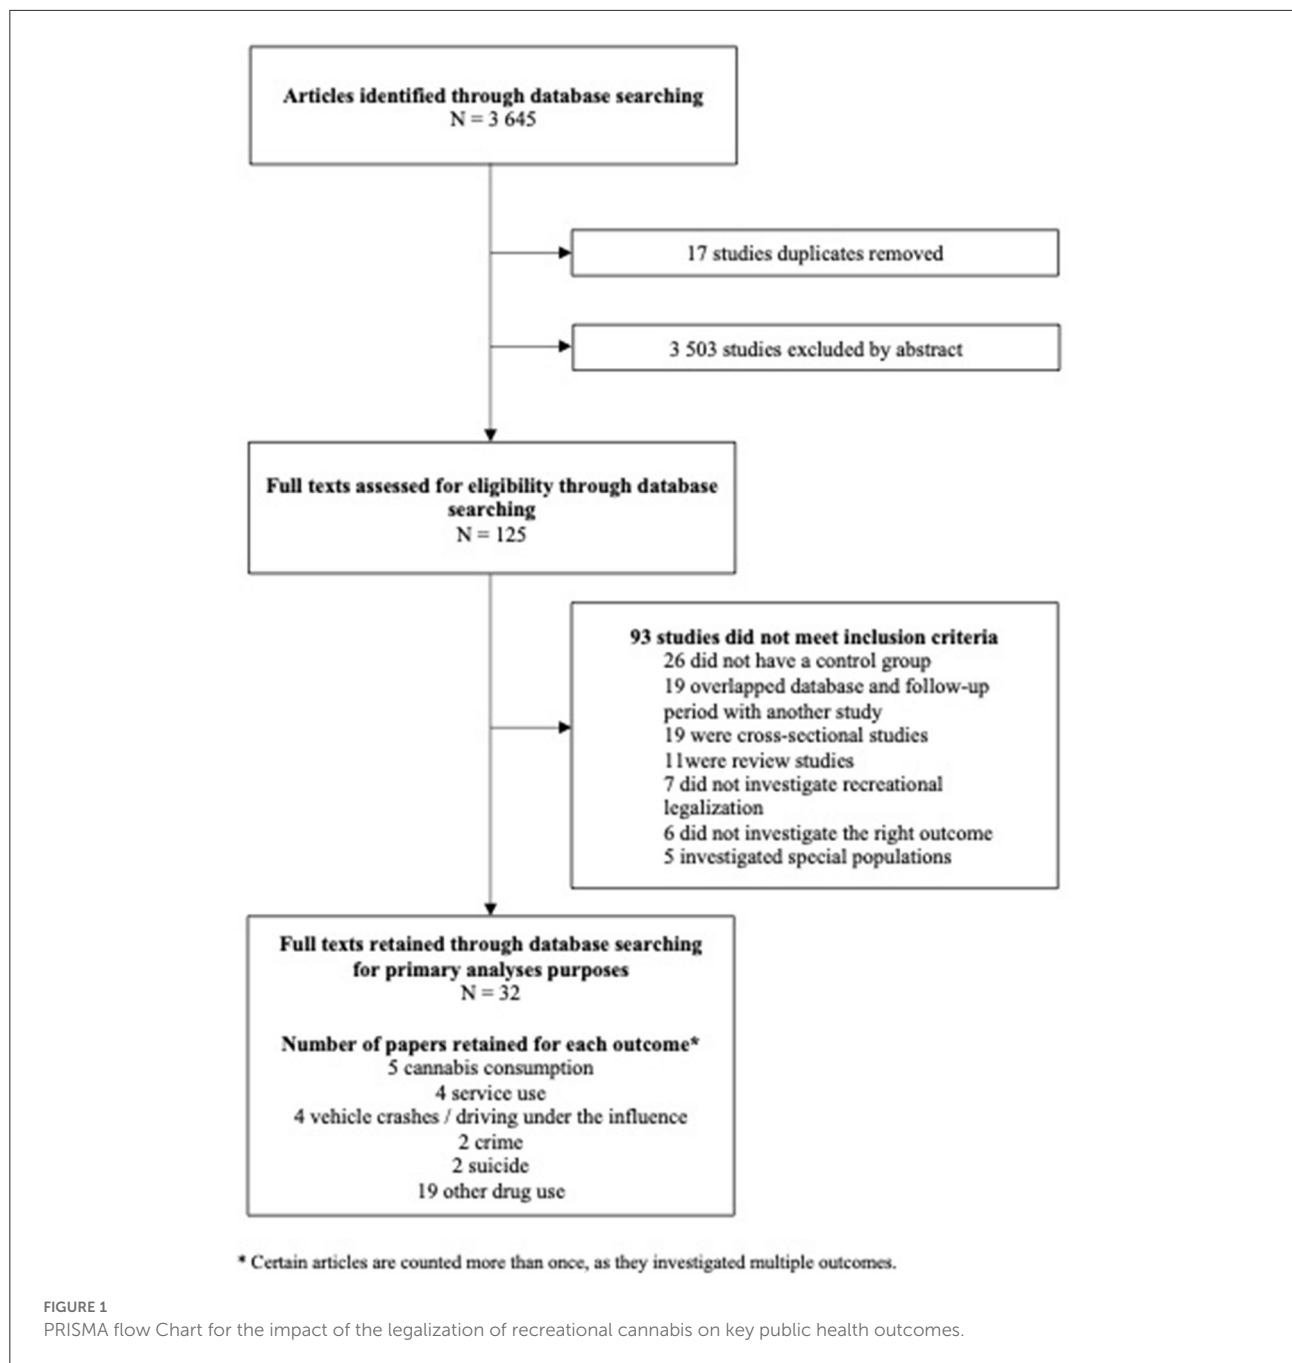 Articles identified through database searching
N = 3 645
17 studies duplicates removed
3 503 studies excluded by abstract
Full texts assessed for eligibility through database
searching
N = 125
93 studies did not meet inclusion criteria
26 did not have a control group
19 overlapped database and follow-up
period with another study
19 were cross-sectional studies
11were review studies
7 did not investigate recreational
legalization
6 did not investigate the right outcome
5 investigated special populations
Full texts retained through database searching
for primary analyses purposes
N = 32
Number of papers retained for each outcome*
5 cannabis consumption
4 service use
4 vehicle crashes / driving under the influence
2 crime
2 suicide
19 other drug use
* Certain articles are counted more than once, as they investigated multiple outcomes.
FIGURE 1
PRISMA flow Chart for the impact of the legalization of recreational cannabis on key public health outcomes.